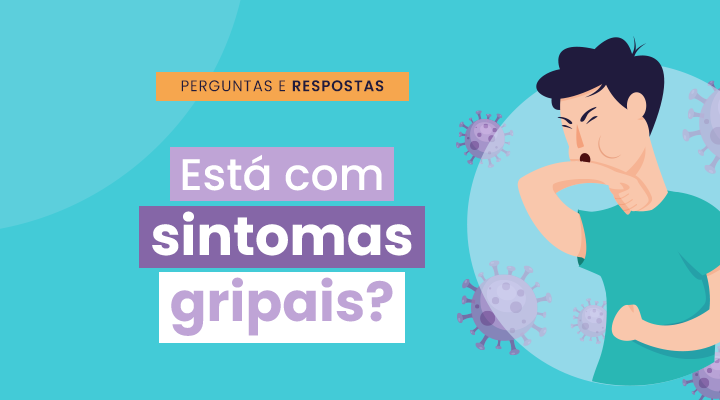 PERGUNTAS E RESPOSTAS
Está com
sintomas
gripais?